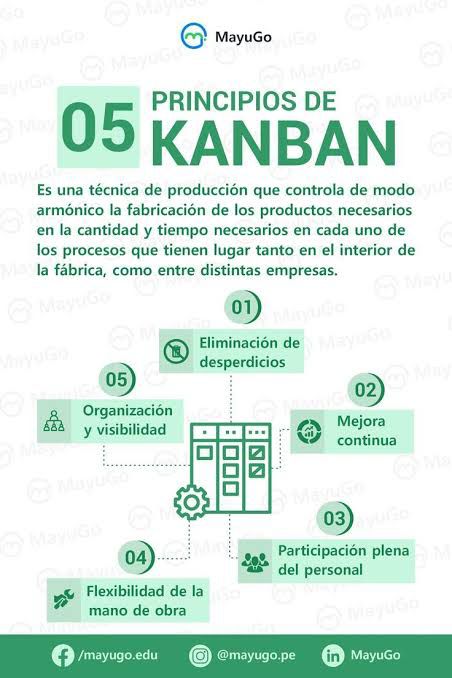 MayuGo
05
PRINCIPIOS DE
KANBAN
Es una técnica de producción que controla de modo
armónico la fabricación de los productos necesarios
en la cantidad y tiempo necesarios en cada uno de
los procesos que tienen lugar tanto en el interior de
la fábrica, como entre distintas empresas.
01
Eliminación de
desperdicios
02
Mejora
continua
03
Participación plena
del personal
04
Flexibilidad de la
mano de obra
05
Organización
y visibilidad
/mayugo.edu
@mayugo.pe
MayuGo